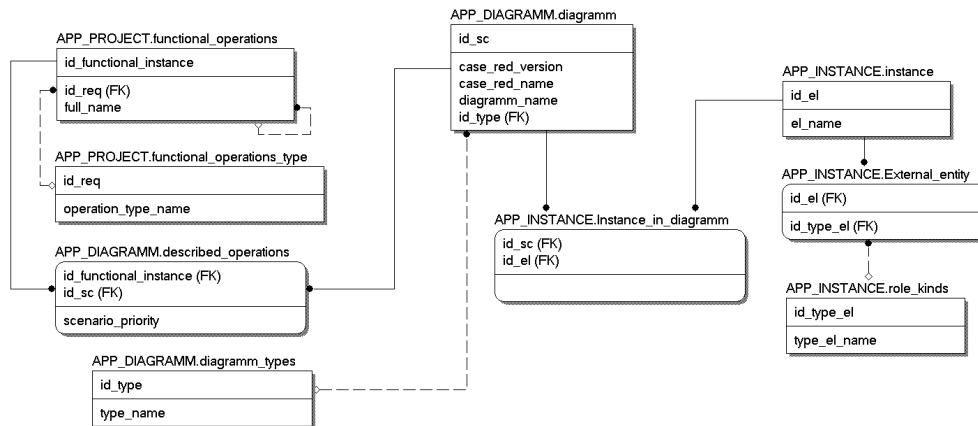 APP_PROJECT.functional_operations
id_functional_instance
id_req (FK)
full_name
APP_PROJECT.functional_operations_type
id_req
operation_type_name
APP_DIAGRAMM.described_operations
id_functional_instance (FK)
id_sc (FK)
scenario_priority
APP_DIAGRAMM.diagramm_types
id_type
type_name
APP_DIAGRAMM.diagramm
id_sc
case_red_version
case_red_name
diagramm_name
id_type (FK)
APP_INSTANCE.Instance_in_diagramm
id_sc (FK)
id_el (FK)
APP_INSTANCE.instance
id_el
el_name
APP_INSTANCE.External_entity
id_el (FK)
id_type_el (FK)
APP_INSTANCE.role_kinds
id_type_el
type_el_name